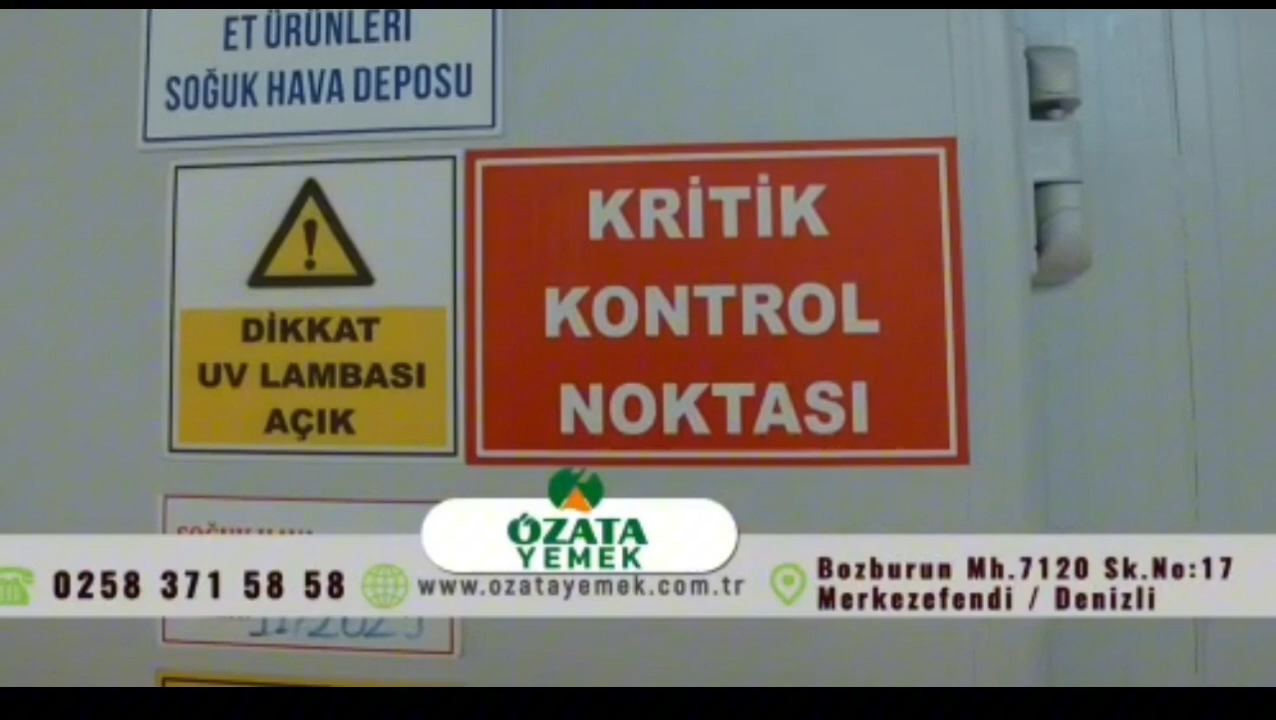 ET ÜRÜNLERİ
SOĞUK HAVA DEPOSU
DİKKAT
UV LAMBASI
AÇIK
KRİTİK
KONTROL
NOKTASI
ÖZATA
YEMEK
0258 371 58 58
www.ozatayemek.com.tr
Bozburun Mh.7120 Sk.No:17
Merkezefendi / Denizli